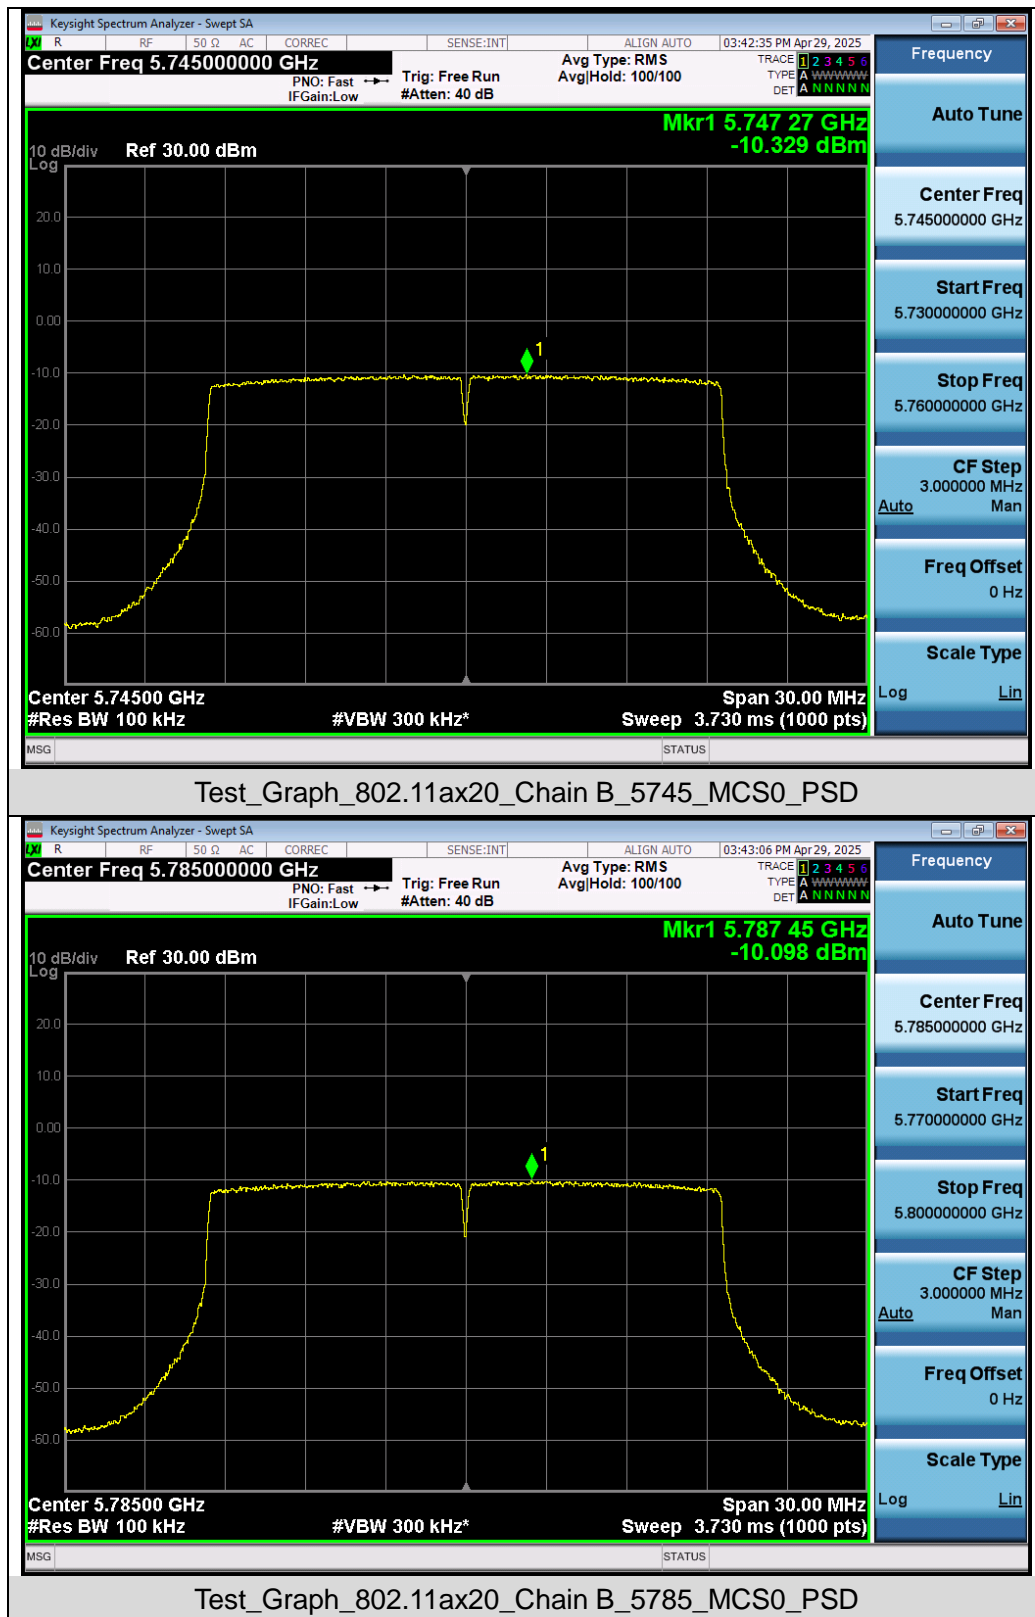 Keysight Spectrum Analyzer - Swept SA
LXI R RF 50 Ω AC CORREC SENSE:INT ALIGN AUTO 03:42:35 PM Apr 29, 2025
Center Freq 5.745000000 GHz
PNO: Fast
IFGain:Low
Trig: Free Run
#Atten: 40 dB
Avg Type: RMS
Avg|Hold: 100/100
TRACE 1 2 3 4 5 6
TYPE A WWWWW
DET A N N N N N
Mkr1 5.747 27 GHz
-10.329 dBm
10 dB/div Ref 30.00 dBm
Log
20.0
10.0
0.00
-10.0
-20.0
-30.0
-40.0
-50.0
-60.0
1
Center 5.74500 GHz Span 30.00 MHz
#Res BW 100 kHz #VBW 300 kHz* Sweep 3.730 ms (1000 pts)
MSG STATUS
Frequency
Auto Tune
Center Freq
5.745000000 GHz
Start Freq
5.730000000 GHz
Stop Freq
5.760000000 GHz
CF Step
3.000000 MHz
Auto Man
Freq Offset
0 Hz
Scale Type
Log Lin
Test_Graph_802.11ax20_Chain B_5745_MCS0_PSD
Keysight Spectrum Analyzer - Swept SA
LXI R RF 50 Ω AC CORREC SENSE:INT ALIGN AUTO 03:43:06 PM Apr 29, 2025
Center Freq 5.785000000 GHz
PNO: Fast
IFGain:Low
Trig: Free Run
#Atten: 40 dB
Avg Type: RMS
Avg|Hold: 100/100
TRACE 1 2 3 4 5 6
TYPE A WWWWW
DET A N N N N N
Mkr1 5.787 45 GHz
-10.098 dBm
10 dB/div Ref 30.00 dBm
Log
20.0
10.0
0.00
-10.0
-20.0
-30.0
-40.0
-50.0
-60.0
1
Center 5.78500 GHz Span 30.00 MHz
#Res BW 100 kHz #VBW 300 kHz* Sweep 3.730 ms (1000 pts)
MSG STATUS
Frequency
Auto Tune
Center Freq
5.785000000 GHz
Start Freq
5.770000000 GHz
Stop Freq
5.800000000 GHz
CF Step
3.000000 MHz
Auto Man
Freq Offset
0 Hz
Scale Type
Log Lin
Test_Graph_802.11ax20_Chain B_5785_MCS0_PSD